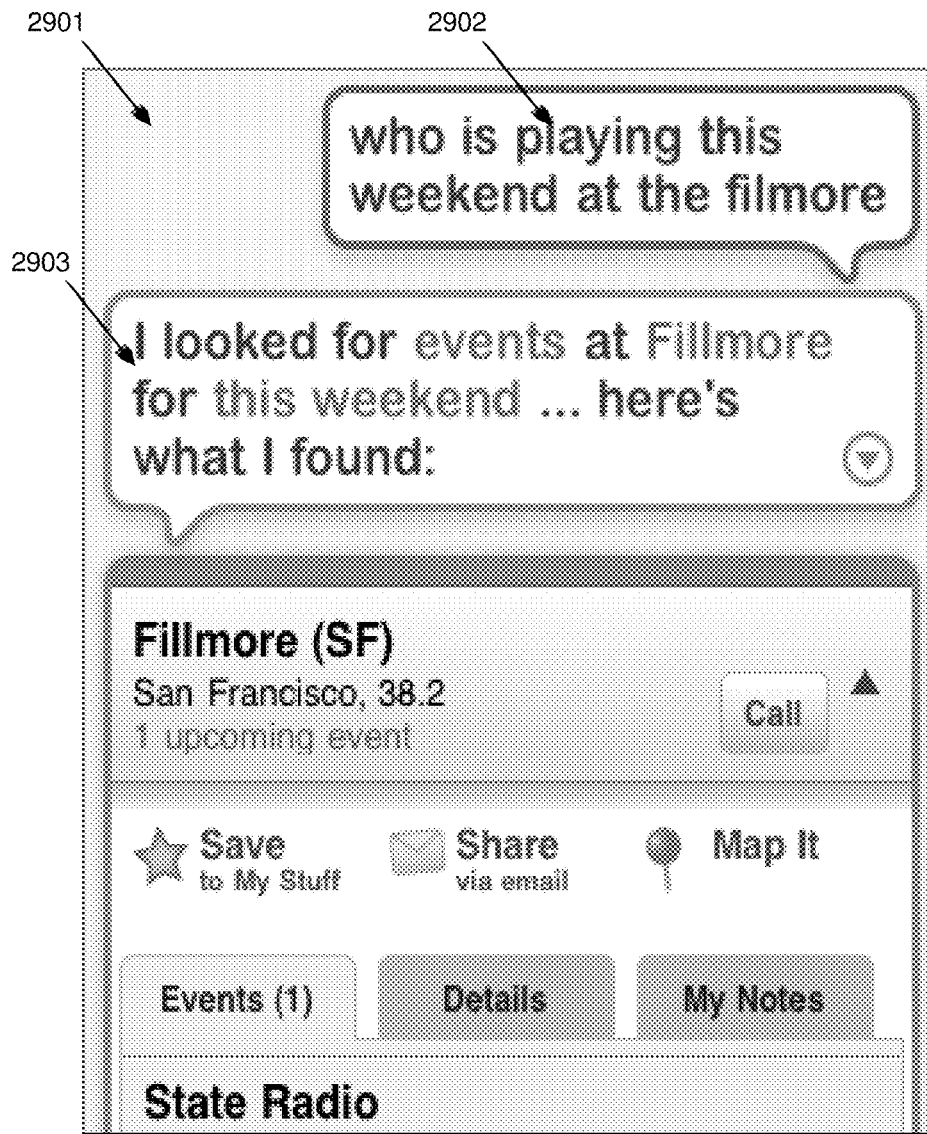 2901
2902
who is playing this
weekend at the filmore
2903
I looked for events at Fillmore
for this weekend ... here's
what I found:
Fillmore (SF)
San Francisco, 38.2
1 upcoming event
Call
Save
to My Stuff
Share
via email
Map It
Events (1)
Details
My Notes
State Radio